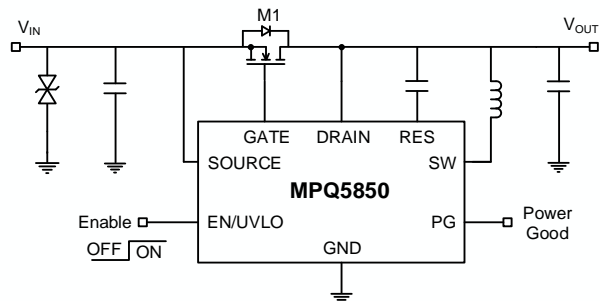 M1
VIN
VOUT
GATE
DRAIN
RES
SOURCE
SW
MPQ5850
Enable
EN/UVLO
PG
Power
Good
OFF
ON
GND